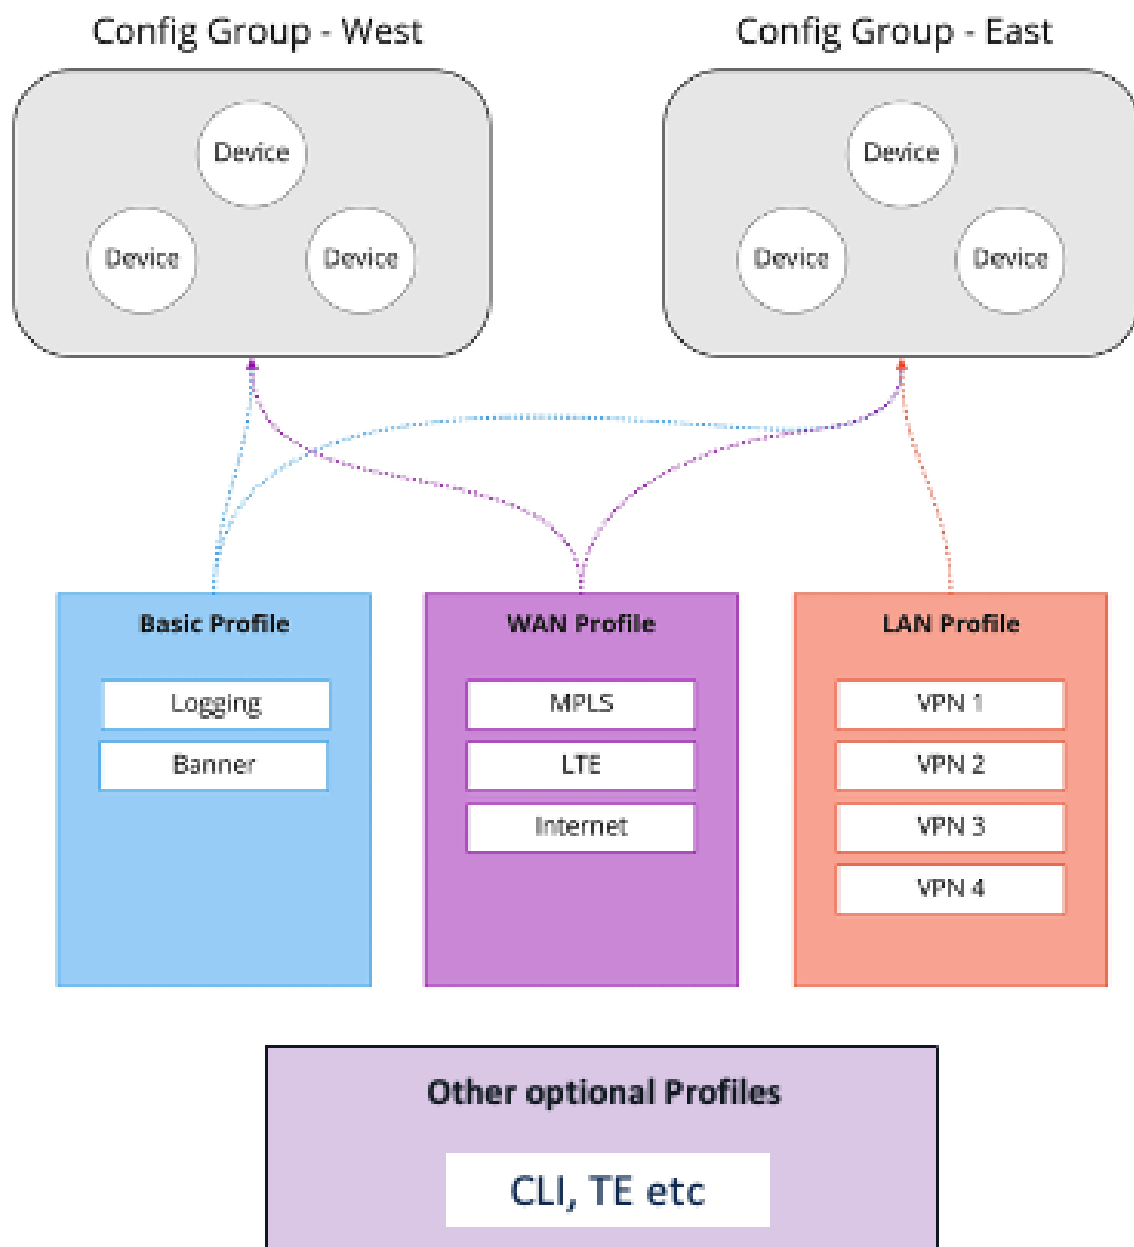 Config Group - West
Config Group - East
Device
Device
Device
Device
Device
Device
Basic Profile
Logging
Banner
WAN Profile
MPLS
LTE
Internet
LAN Profile
VPN 1
VPN 2
VPN 3
VPN 4
Other optional Profiles
CLI, TE etc